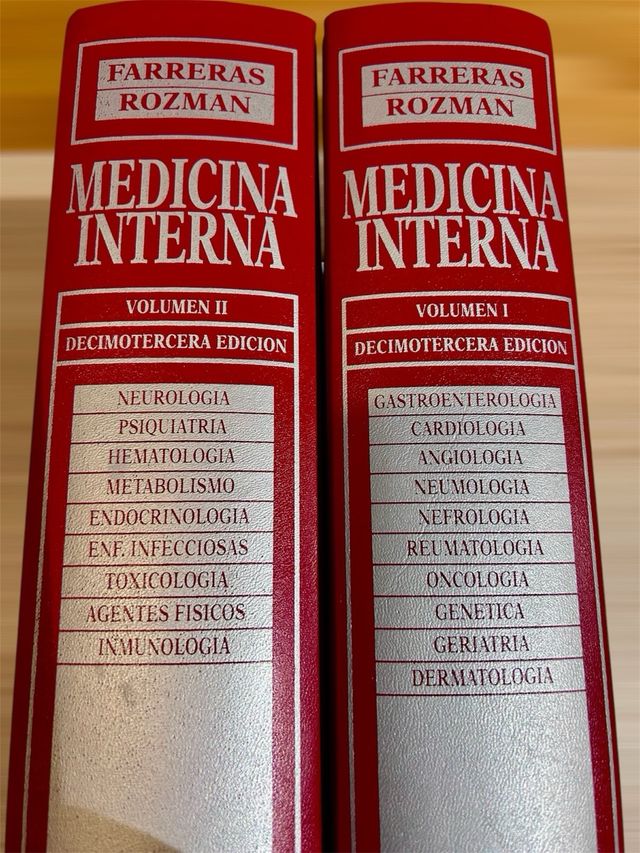 FARRERAS
ROZMAN
MEDICINA
INTERNA
VOLUMEN II
DECIMOTERCERA EDICION
NEUROLOGIA
PSIQUIATRIA
HEMATOLOGIA
METABOLISMO
ENDOCRINOLOGIA
ENF. INFECCIOSAS
TOXICOLOGIA
AGENTES FISICOS
INMUNOLOGIA
FARRERAS
ROZMAN
MEDICINA
INTERNA
VOLUMEN I
DECIMOTERCERA EDICION
GASTROENTEROLOGIA
CARDIOLOGIA
ANGIOLOGIA
NEUMOLOGIA
NEFROLOGIA
REUMATOLOGIA
ONCOLOGIA
GENETICA
GERIATRIA
DERMATOLOGIA